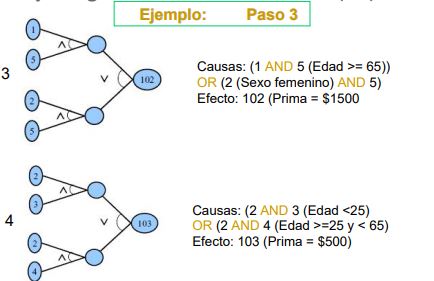 Ejemplo: Paso 3
3
1
5
2
5
^
^
v
102
Causas: (1 AND 5 (Edad >= 65))
OR (2 (Sexo femenino) AND 5)
Efecto: 102 (Prima = $1500
4
2
3
2
4
^
^
v
103
Causas: (2 AND 3 (Edad <25)
OR (2 AND 4 (Edad >=25 y < 65)
Efecto: 103 (Prima = $500)